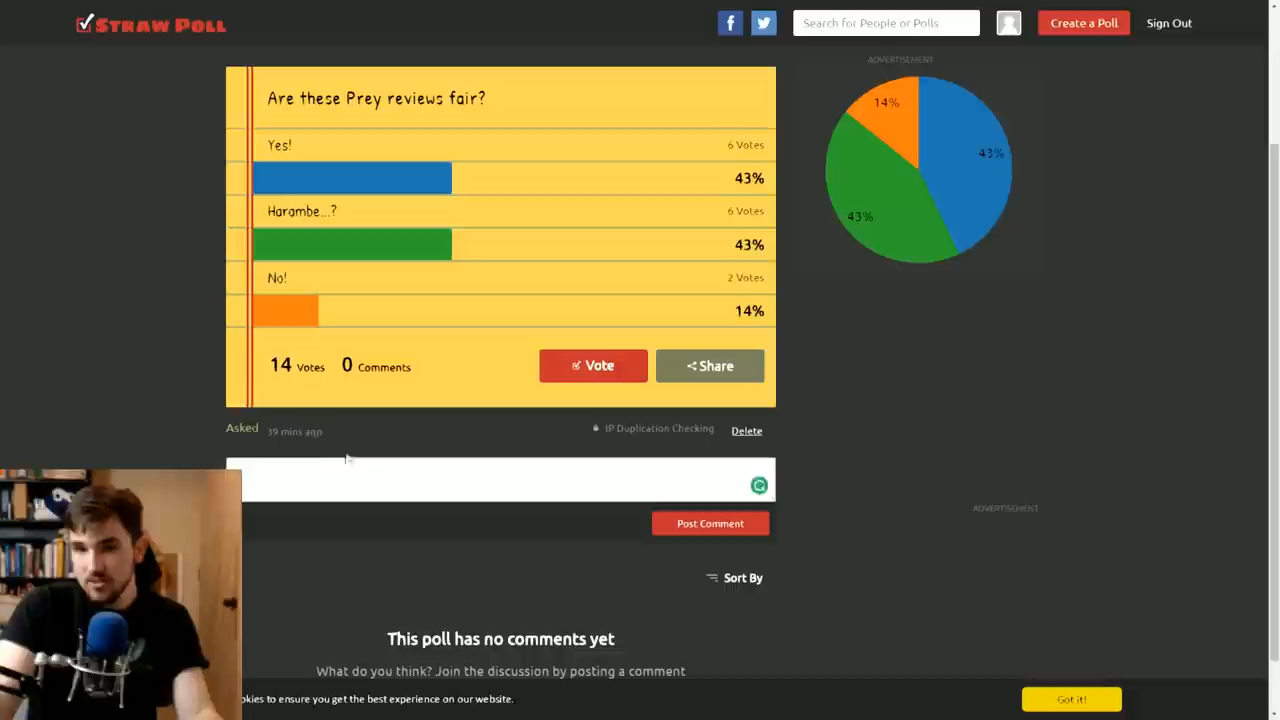 STRAW POLL
Search for People or Polls
Create a Poll
Sign Out
ADVERTISEMENT
Are these Prey reviews fair?
Yes!
6 Votes
43%
Harambe...?
6 Votes
43%
No!
2 Votes
14%
14 Votes 0 Comments
Vote
Share
14%
43%
43%
Asked 39 mins ago
IP Duplication Checking
Delete
Post Comment
ADVERTISEMENT
Sort By
This poll has no comments yet
What do you think? Join the discussion by posting a comment
okies to ensure you get the best experience on our website.
Got it!